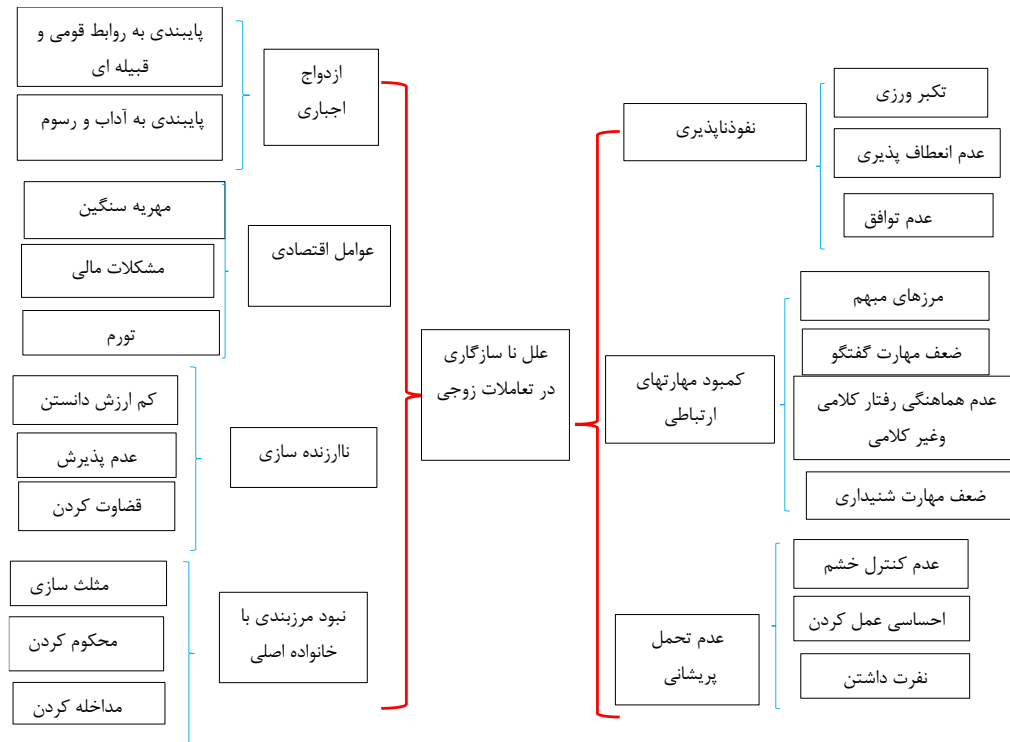 علل نا سازگاری
در تعاملات زوجی
نفوذناپذیری
تکبر ورزی
عدم انعطاف پذیری
عدم توافق
کمبود مهارتهای
ارتباطی
مرزهای مبهم
ضعف مهارت گفتگو
عدم هماهنگی رفتار کلامی
وغیر کلامی
ضعف مهارت شنیداری
عدم تحمل
پریشانی
عدم کنترل خشم
احساسی عمل کردن
نفرت داشتن
ازدواج
اجباری
پایبندی به روابط قومی و
قبیله ای
پایبندی به آداب و رسوم
عوامل اقتصادی
مهریه سنگین
مشکلات مالی
تورم
ناارزنده سازی
کم ارزش دانستن
عدم پذیرش
قضاوت کردن
نبود مرزبندی با
خانواده اصلی
مثلث سازی
محکوم کردن
مداخله کردن